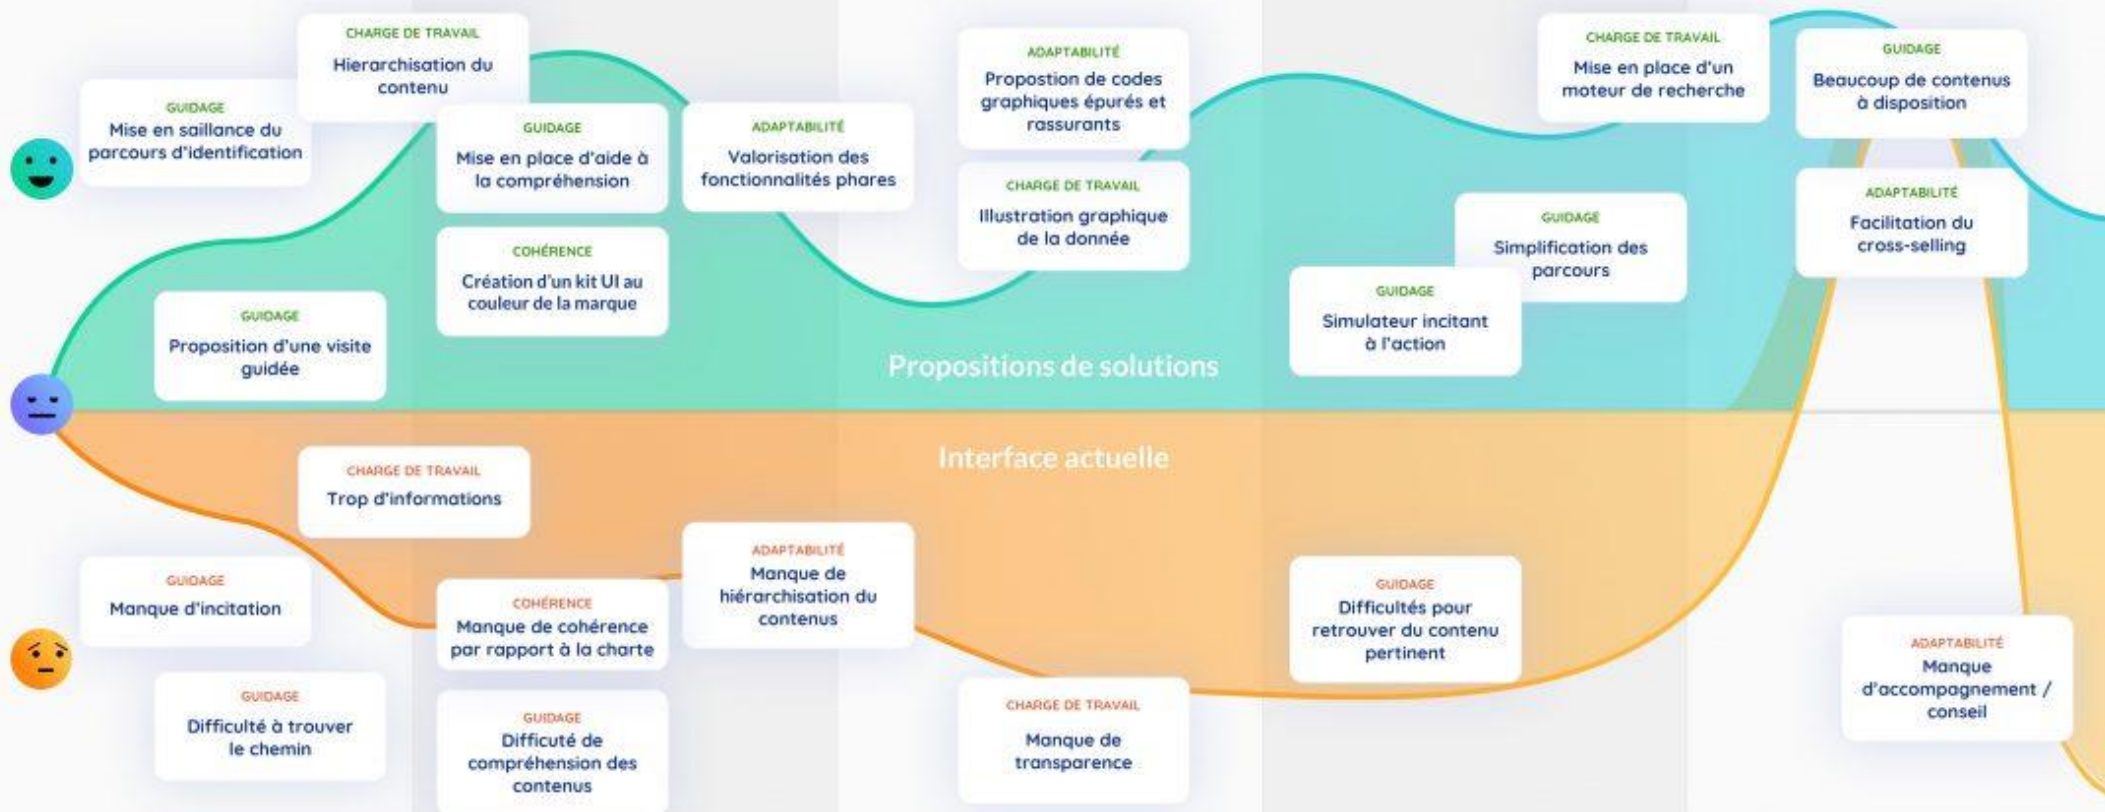 CHARGE DE TRAVAIL
Hierarchisation du
contenu
GUIDAGE
Mise en saillance du
parcours d'identification
GUIDAGE
Mise en place d'aide à
la compréhension
ADAPTABILITÉ
Valorisation des
fonctionnalités phares
COHÉRENCE
Création d'un kit UI au
couleur de la marque
GUIDAGE
Proposition d'une visite
guidée
ADAPTABILITÉ
Propostion de codes
graphiques épurés et
rassurants
CHARGE DE TRAVAIL
Illustration graphique
de la donnée
CHARGE DE TRAVAIL
Mise en place d'un
moteur de recherche
GUIDAGE
Beaucoup de contenus
à disposition
GUIDAGE
Simplification des
parcours
ADAPTABILITÉ
Facilitation du
cross-selling
GUIDAGE
Simulateur incitant
à l'action
Propositions de solutions
Interface actuelle
CHARGE DE TRAVAIL
Trop d'informations
GUIDAGE
Manque d'incitation
GUIDAGE
Difficulté à trouver
le chemin
COHÉRENCE
Manque de cohérence
par rapport à la charte
GUIDAGE
Difficuté de
compréhension des
contenus
ADAPTABILITÉ
Manque de
hiérarchisation du
contenus
CHARGE DE TRAVAIL
Manque de
transparence
GUIDAGE
Difficultés pour
retrouver du contenu
pertinent
ADAPTABILITÉ
Manque
d'accompagnement /
conseil